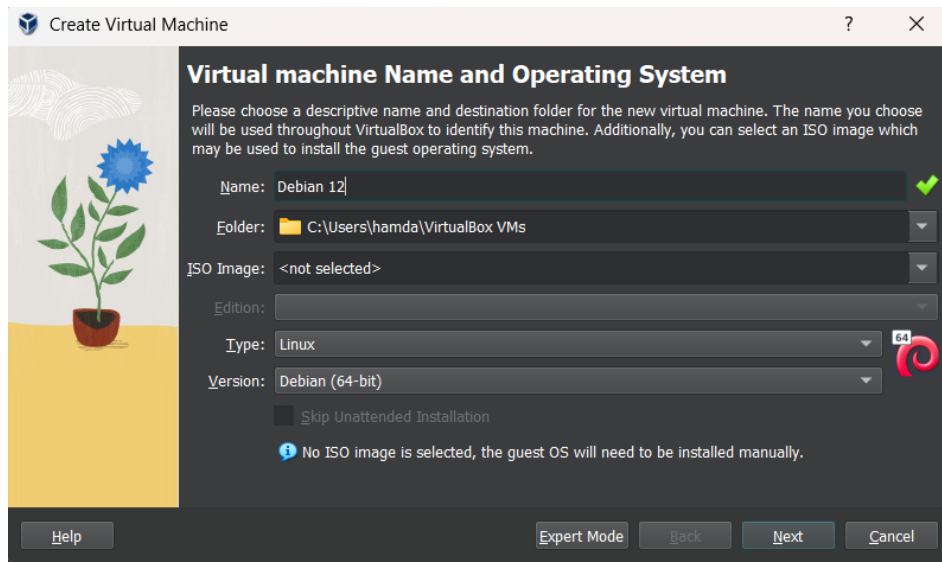 Create Virtual Machine
?
Virtual machine Name and Operating System
Please choose a descriptive name and destination folder for the new virtual machine. The name you choose
will be used throughout VirtualBox to identify this machine. Additionally, you can select an ISO image which
may be used to install the guest operating system.
Name: Debian 12
Folder: C:\Users\hamda\VirtualBox VMs
ISO Image: <not selected>
Edition:
Type: Linux
64
Version: Debian (64-bit)
Skip Unattended Installation
No ISO image is selected, the guest OS will need to be installed manually.
Help Expert Mode Back Next Cancel